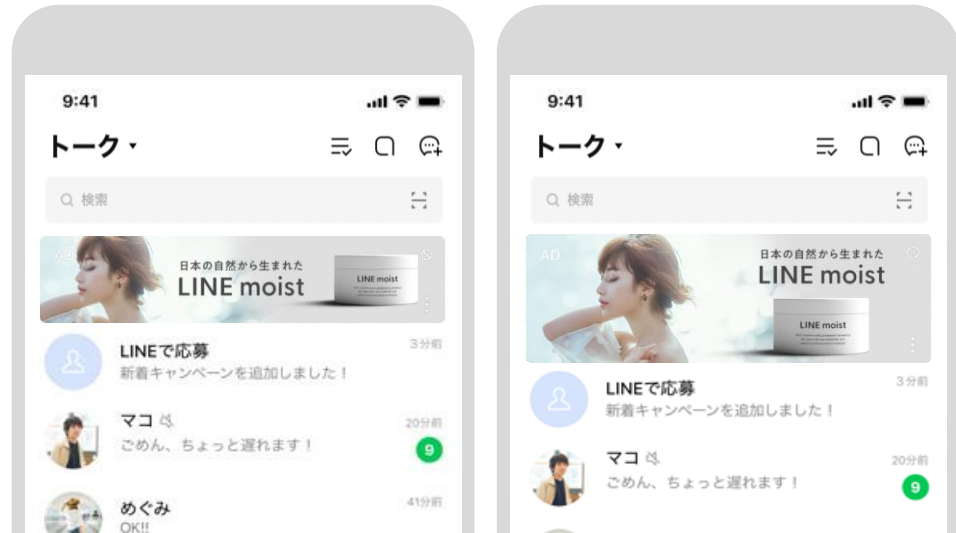 9:41
トーク
検索
AD
日本の自然から生まれた
LINE moist
LINE moist
LINEで応募
3分前
新着キャンペーンを追加しました！
マコ
20分前
ごめん、ちょっと遅れます！
9
めぐみ
41分前
OK!!
9:41
トーク
検索
AD
日本の自然から生まれた
LINE moist
LINE moist
LINEで応募
3分前
新着キャンペーンを追加しました！
マコ
20分前
ごめん、ちょっと遅れます！
9